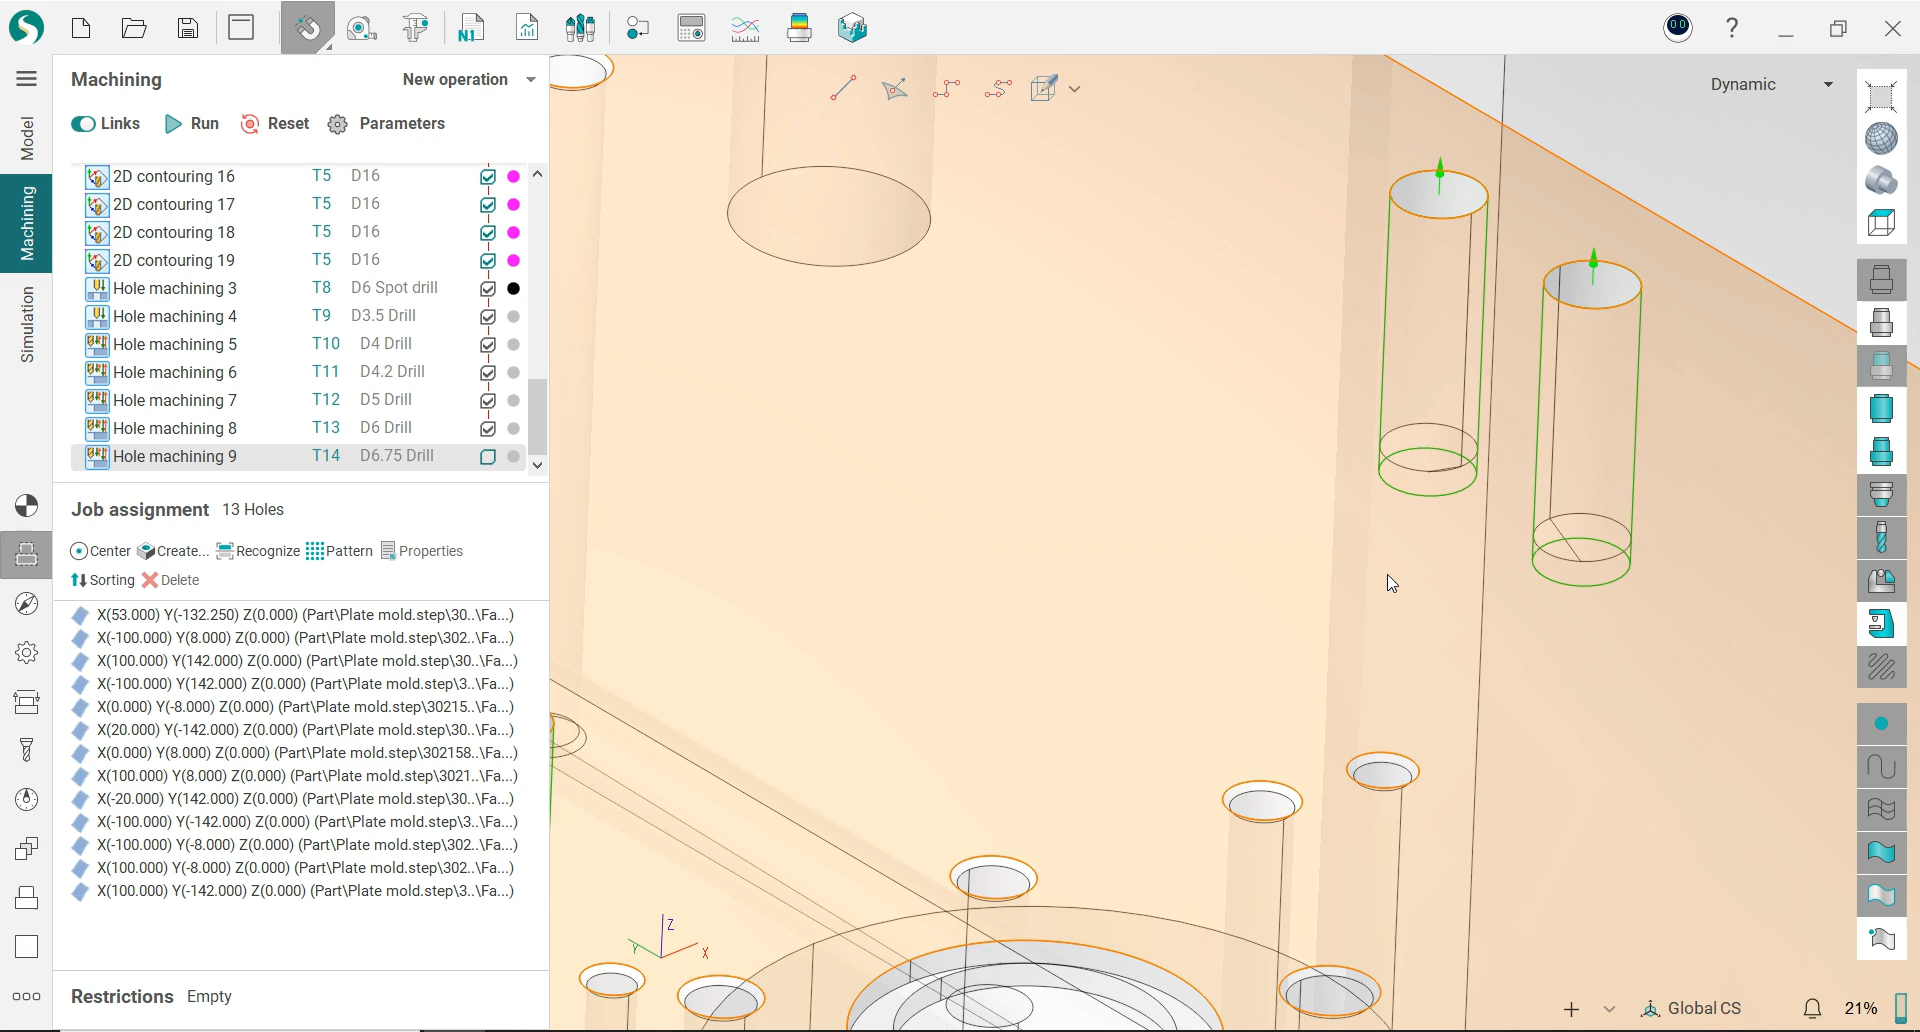 N1
Machining
New operation
Dynamic
Links
Run
Reset
Parameters
Model
Machining
Simulation
2D contouring 16 T5 D16
2D contouring 17 T5 D16
2D contouring 18 T5 D16
2D contouring 19 T5 D16
Hole machining 3 T8 D6 Spot drill
Hole machining 4 T9 D3.5 Drill
Hole machining 5 T10 D4 Drill
Hole machining 6 T11 D4.2 Drill
Hole machining 7 T12 D5 Drill
Hole machining 8 T13 D6 Drill
Hole machining 9 T14 D6.75 Drill
Job assignment 13 Holes
Center Create... Recognize Pattern Properties
Sorting Delete
X(53.000) Y(-132.250) Z(0.000) (Part\Plate mold.step\30..\Fa...)
X(-100.000) Y(8.000) Z(0.000) (Part\Plate mold.step\302..\Fa...)
X(100.000) Y(142.000) Z(0.000) (Part\Plate mold.step\30..\Fa...)
X(-100.000) Y(142.000) Z(0.000) (Part\Plate mold.step\3..\Fa...)
X(0.000) Y(-8.000) Z(0.000) (Part\Plate mold.step\30215..\Fa...)
X(20.000) Y(-142.000) Z(0.000) (Part\Plate mold.step\30..\Fa...)
X(0.000) Y(8.000) Z(0.000) (Part\Plate mold.step\302158..\Fa...)
X(100.000) Y(8.000) Z(0.000) (Part\Plate mold.step\3021..\Fa...)
X(-20.000) Y(142.000) Z(0.000) (Part\Plate mold.step\30..\Fa...)
X(-100.000) Y(-142.000) Z(0.000) (Part\Plate mold.step\3..\Fa...)
X(-100.000) Y(-8.000) Z(0.000) (Part\Plate mold.step\302..\Fa...)
X(100.000) Y(-8.000) Z(0.000) (Part\Plate mold.step\302..\Fa...)
X(100.000) Y(-142.000) Z(0.000) (Part\Plate mold.step\3..\Fa...)
Z
Y
X
Restrictions Empty
Global CS
21%